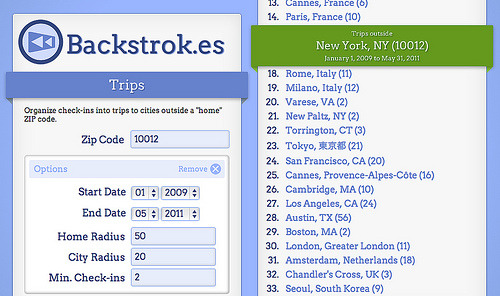 Backstrok.es
Trips
Organize check-ins into trips to cities outside a "home"
ZIP code.
Zip Code 10012
Options Remove
Start Date 01 2009
End Date 05 2011
Home Radius 50
City Radius 20
Min. Check-ins 2
13. Cannes, France (6)
14. Paris, France (10)
Trips outside
New York, NY (10012)
January 1, 2009 to May 31, 2011
18. Rome, Italy (11)
19. Milano, Italy (12)
20. Varese, VA (2)
21. New Paltz, NY (2)
22. Torrington, CT (3)
23. Tokyo, 東京都 (21)
24. San Francisco, CA (20)
25. Cannes, Provence-Alpes-Côte (16)
26. Cambridge, MA (10)
27. Los Angeles, CA (24)
28. Austin, TX (56)
29. Boston, MA (2)
30. London, Greater London (11)
31. Amsterdam, Netherlands (18)
32. Chandler's Cross, UK (3)
33. Seoul, South Korea (9)